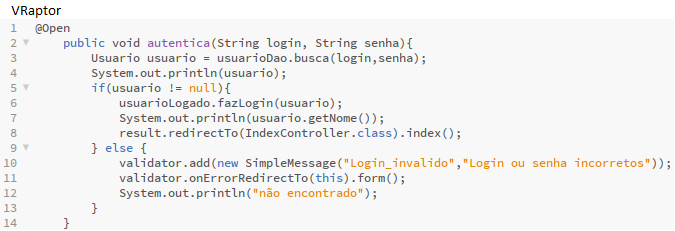 VRaptor
1 @Open
2 public void autentica(String login, String senha){
3 Usuario usuario = usuarioDao.busca(login,senha);
4 System.out.println(usuario);
5 if(usuario != null){
6 usuarioLogado.fazLogin(usuario);
7 System.out.println(usuario.getNome());
8 result.redirectTo(IndexController.class).index();
9 } else {
10 validator.add(new SimpleMessage("Login_invalido","Login ou senha incorretos"));
11 validator.onErrorRedirectTo(this).form();
12 System.out.println("não encontrado");
13 }
14 }